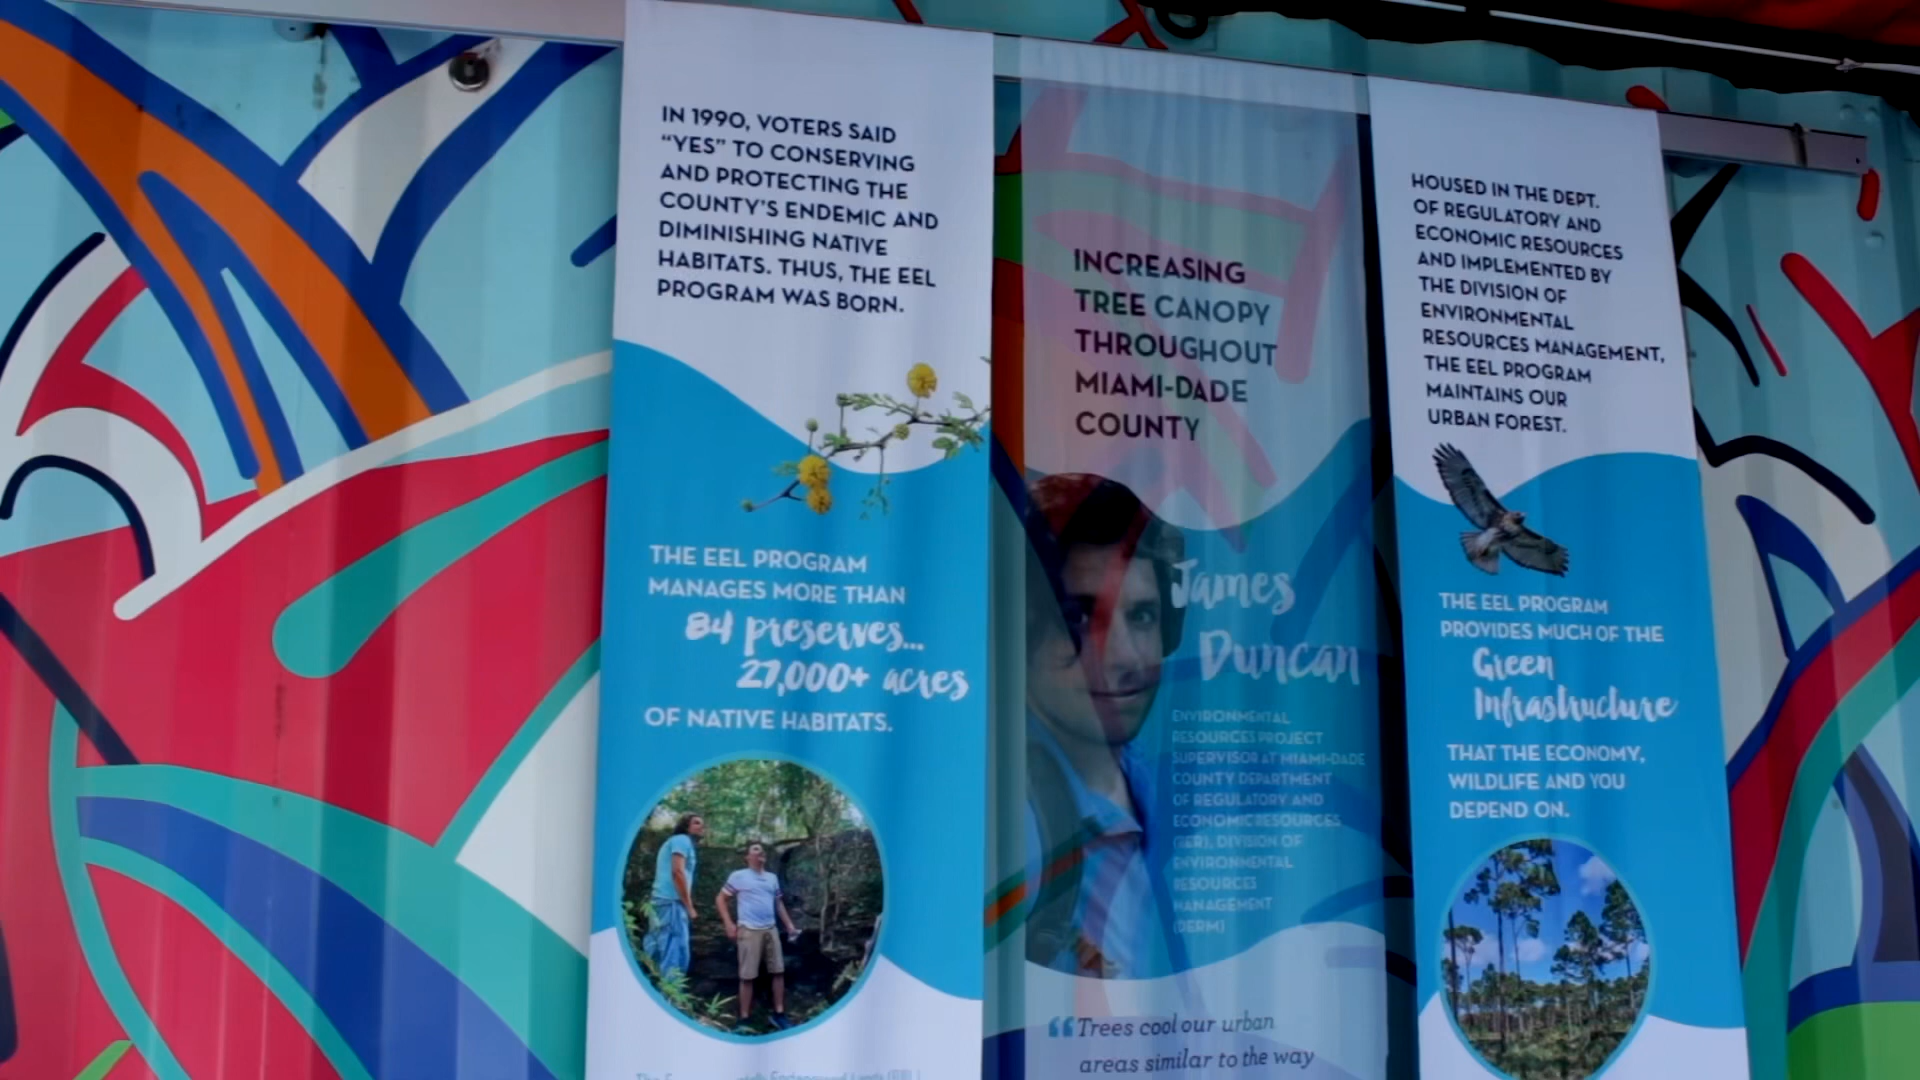 IN 1990, VOTERS SAID
“YES” TO CONSERVING
AND PROTECTING THE
COUNTY'S ENDEMIC AND
DIMINISHING NATIVE
HABITATS. THUS, THE EEL
PROGRAM WAS BORN.
THE EEL PROGRAM
MANAGES MORE THAN
84 preserves...
27,000+ acres
OF NATIVE HABITATS.
INCREASING
TREE CANOPY
THROUGHOUT
MIAMI-DADE
COUNTY
James
Duncan
ENVIRONMENTAL
RESOURCES PROJECT
SUPERVISOR AT MIAMI-DADE
COUNTY DEPARTMENT
OF REGULATORY AND
ECONOMIC RESOURCES
(RER), DIVISION OF
ENVIRONMENTAL
RESOURCES
MANAGEMENT
(DERM)
“Trees cool our urban
areas similar to the way
HOUSED IN THE DEPT.
OF REGULATORY AND
ECONOMIC RESOURCES
AND IMPLEMENTED BY
THE DIVISION OF
ENVIRONMENTAL
RESOURCES MANAGEMENT,
THE EEL PROGRAM
MAINTAINS OUR
URBAN FOREST.
THE EEL PROGRAM
PROVIDES MUCH OF THE
Green
Infrastructure
THAT THE ECONOMY,
WILDLIFE AND YOU
DEPEND ON.